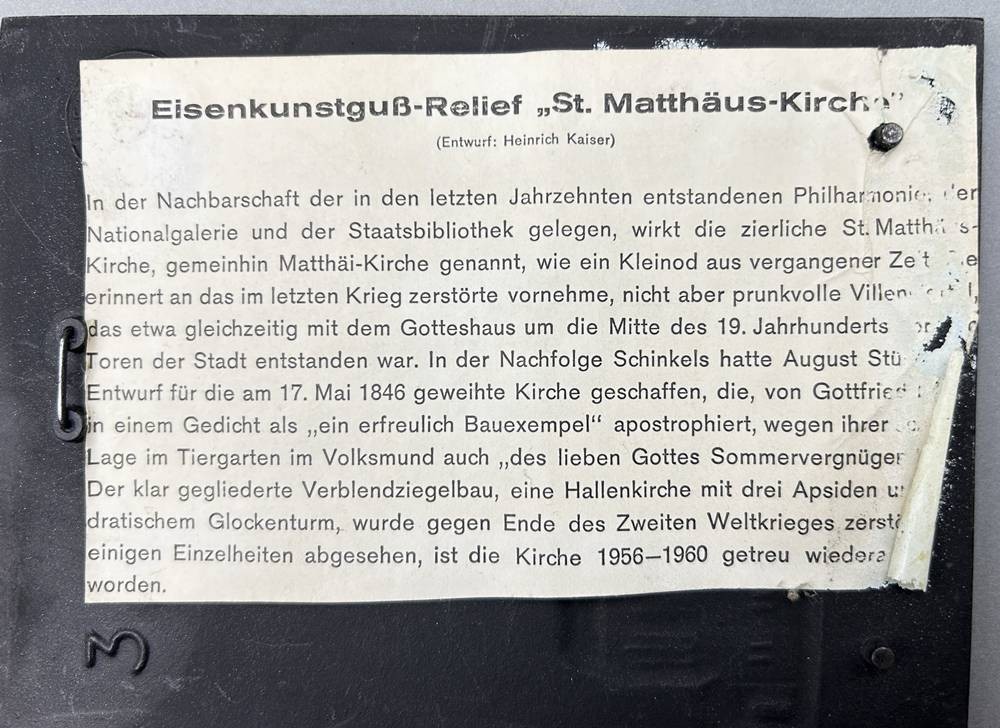 Eisenkunstguß-Relief „St. Matthäus-Kirche"
(Entwurf: Heinrich Kaiser)
In der Nachbarschaft der in den letzten Jahrzehnten entstandenen Philharmonie, der
Nationalgalerie und der Staatsbibliothek gelegen, wirkt die zierliche St. Matthäus-
Kirche, gemeinhin Matthäi-Kirche genannt, wie ein Kleinod aus vergangener Zeit
erinnert an das im letzten Krieg zerstörte vornehme, nicht aber prunkvolle
das etwa gleichzeitig mit dem Gotteshaus um die Mitte des 19. Jahrhunderts
Toren der Stadt entstanden war. In der Nachfolge Schinkels hatte August
Entwurf für die am 17. Mai 1846 geweihte Kirche geschaffen, die, von Gottfried
in einem Gedicht als „ein erfreulich Bauexempel“ apostrophiert, wegen ihrer
Lage im Tiergarten im Volksmund auch „des lieben Gottes
Der klar gegliederte Verblendziegelbau, eine Hallenkirche mit drei Apsiden
dratischem Glockenturm, wurde gegen Ende des Zweiten Weltkrieges
einigen Einzelheiten abgesehen, ist die Kirche 1956–1960 getreu
worden.
3